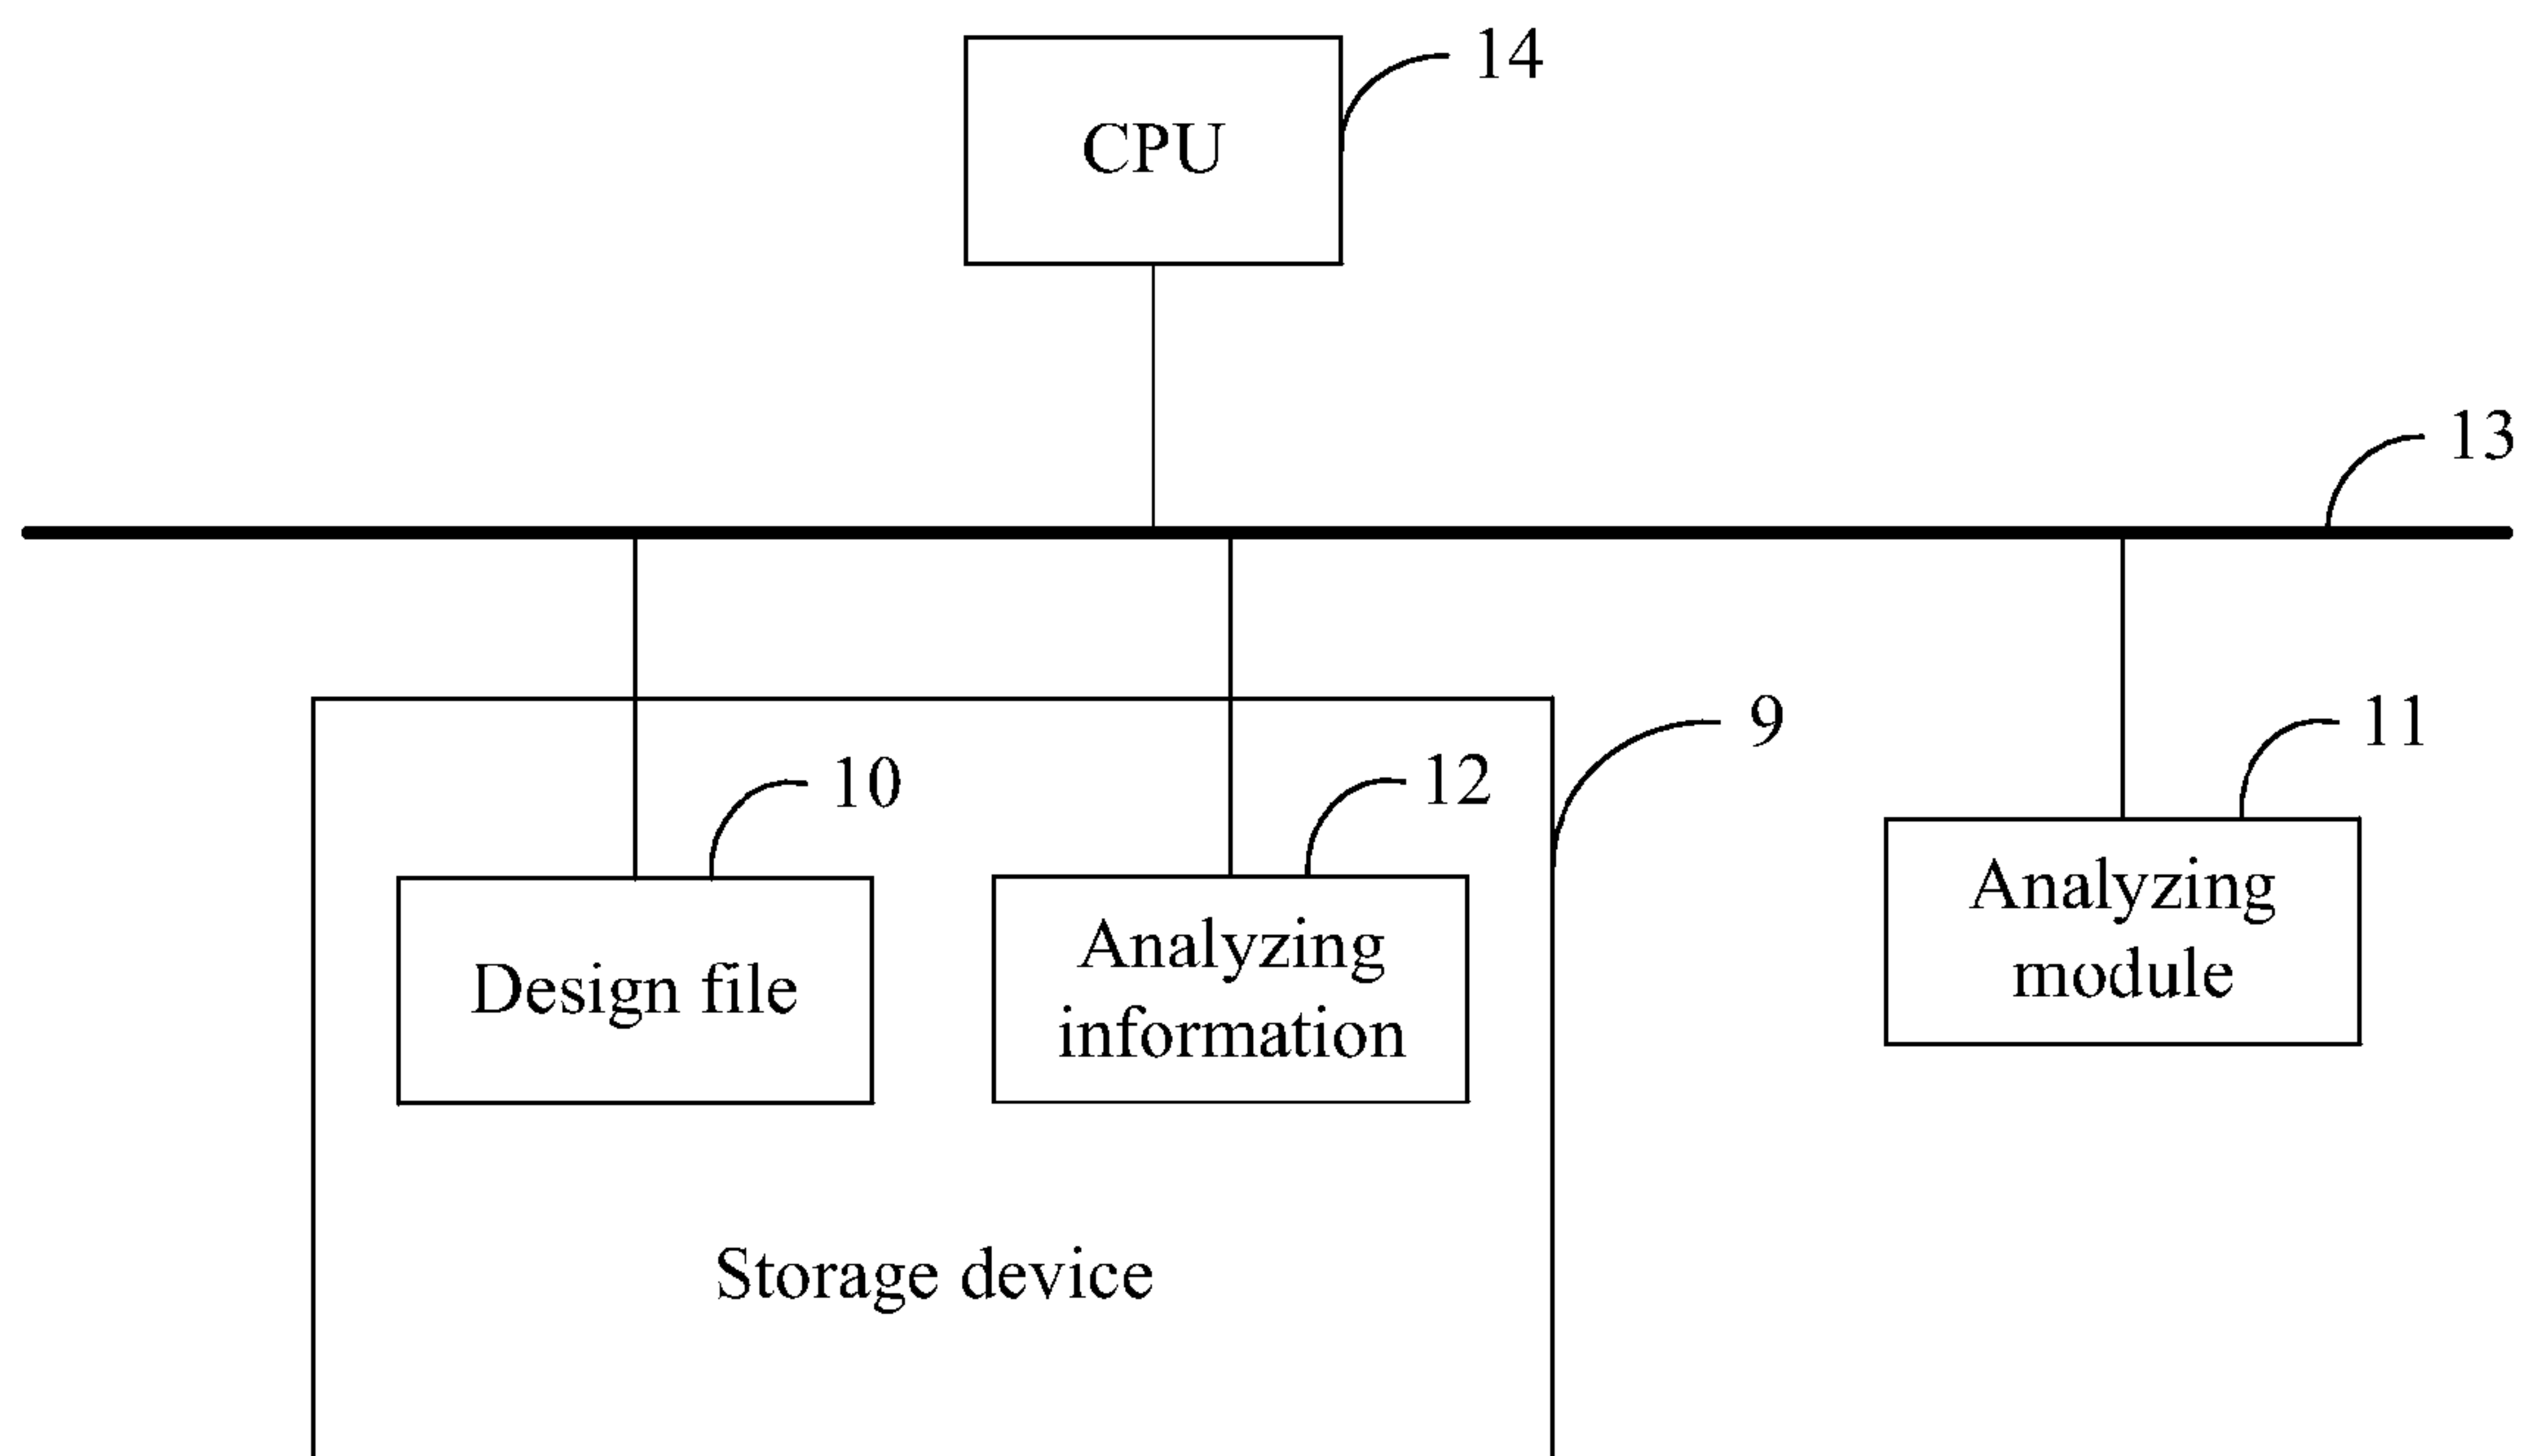 14
CPU
13
9
11
10
12
Analyzing
module
Design file
Analyzing
information
Storage device